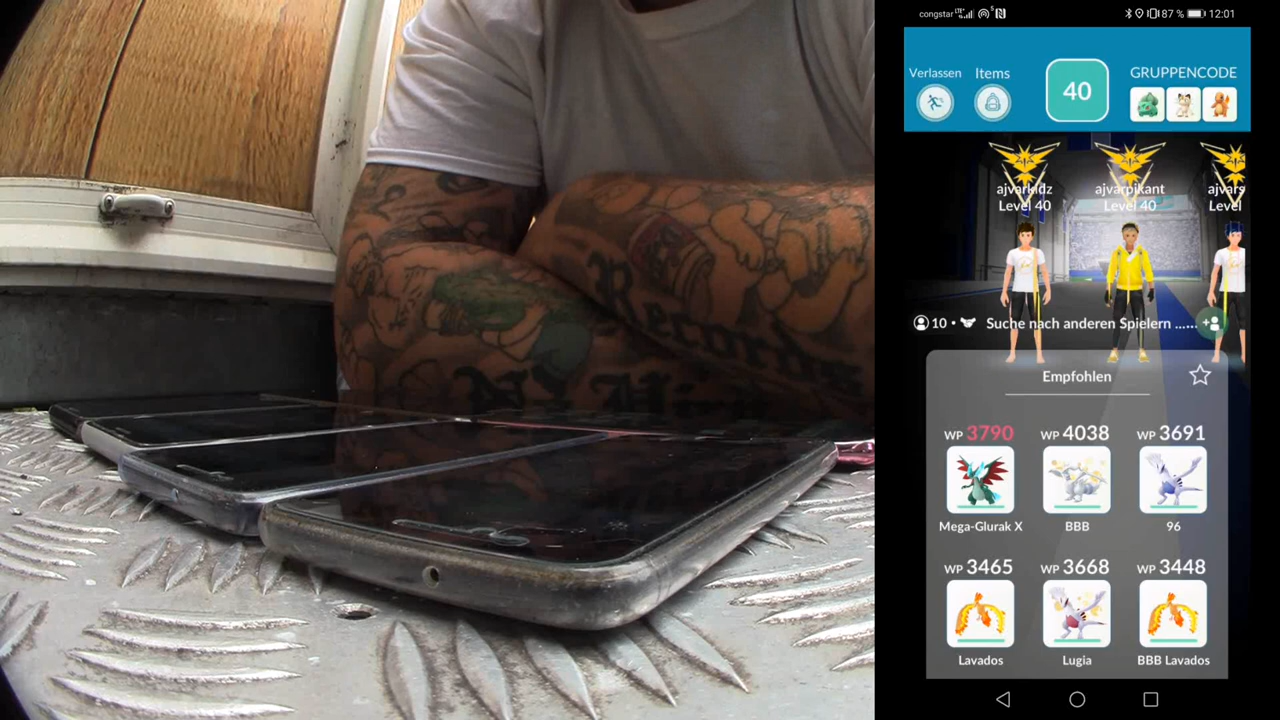 Records
congstar
87 % 12:01
Verlassen
Items
40
GRUPPENCODE
ajvarkidz
Level 40
ajvarpikant
Level 40
ajvars
Level
10 • Suche nach anderen Spielern ......
Empfohlen
WP 3790
WP 4038
WP 3691
Mega-Glurak X
BBB
96
WP 3465
WP 3668
WP 3448
Lavados
Lugia
BBB Lavados